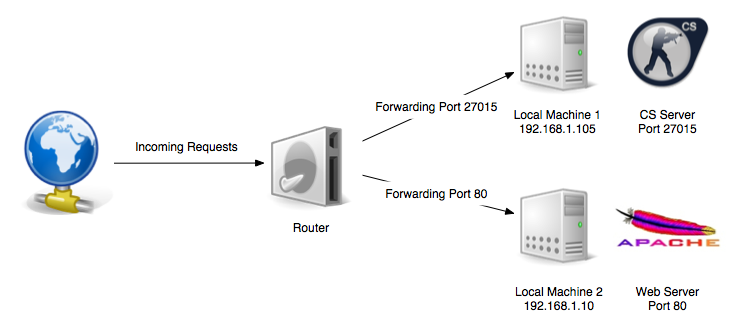 CS
Forwarding Port 27015
Local Machine 1
192.168.1.105
CS Server
Port 27015
Incoming Requests
Router
Forwarding Port 80
APACHE
Local Machine 2
192.168.1.10
Web Server
Port 80